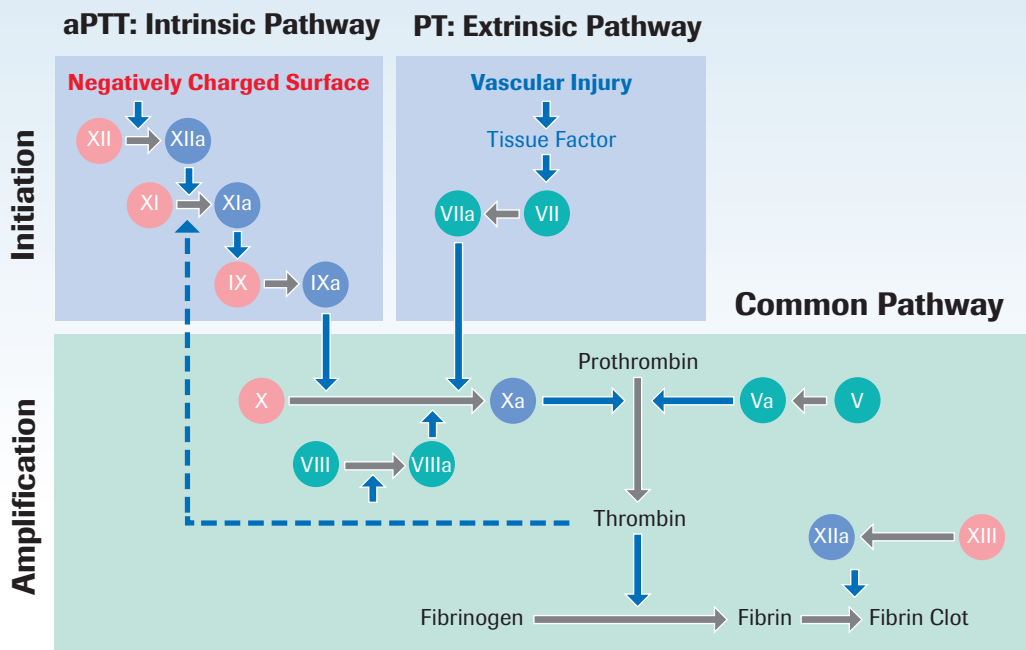 aPTT: Intrinsic Pathway
PT: Extrinsic Pathway
Initiation
Negatively Charged Surface
XII
XIIa
XI
XIa
IX
IXa
Vascular Injury
Tissue Factor
VIIa
VII
Common Pathway
Amplification
Prothrombin
X
Xa
Va
V
VIII
VIIIa
Thrombin
XIIa
XIII
Fibrinogen
Fibrin
Fibrin Clot